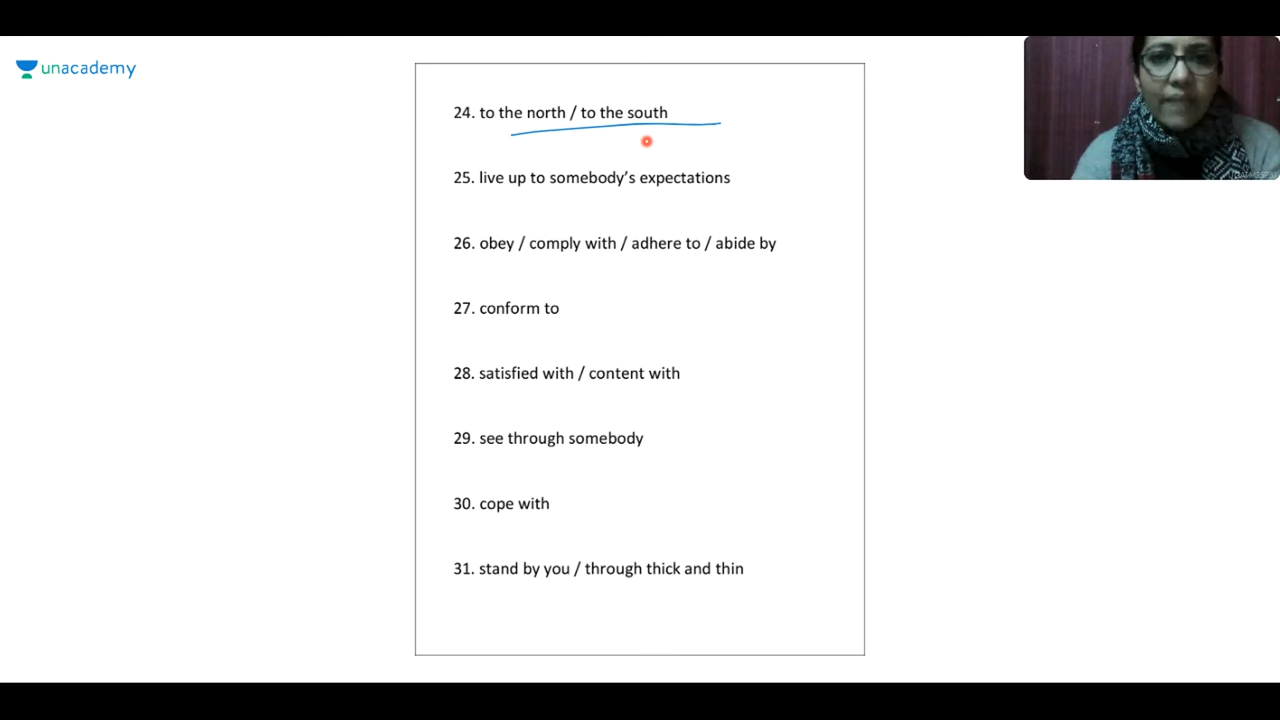 unacademy
24. to the north / to the south
25. live up to somebody’s expectations
26. obey / comply with / adhere to / abide by
27. conform to
28. satisfied with / content with
29. see through somebody
30. cope with
31. stand by you / through thick and thin